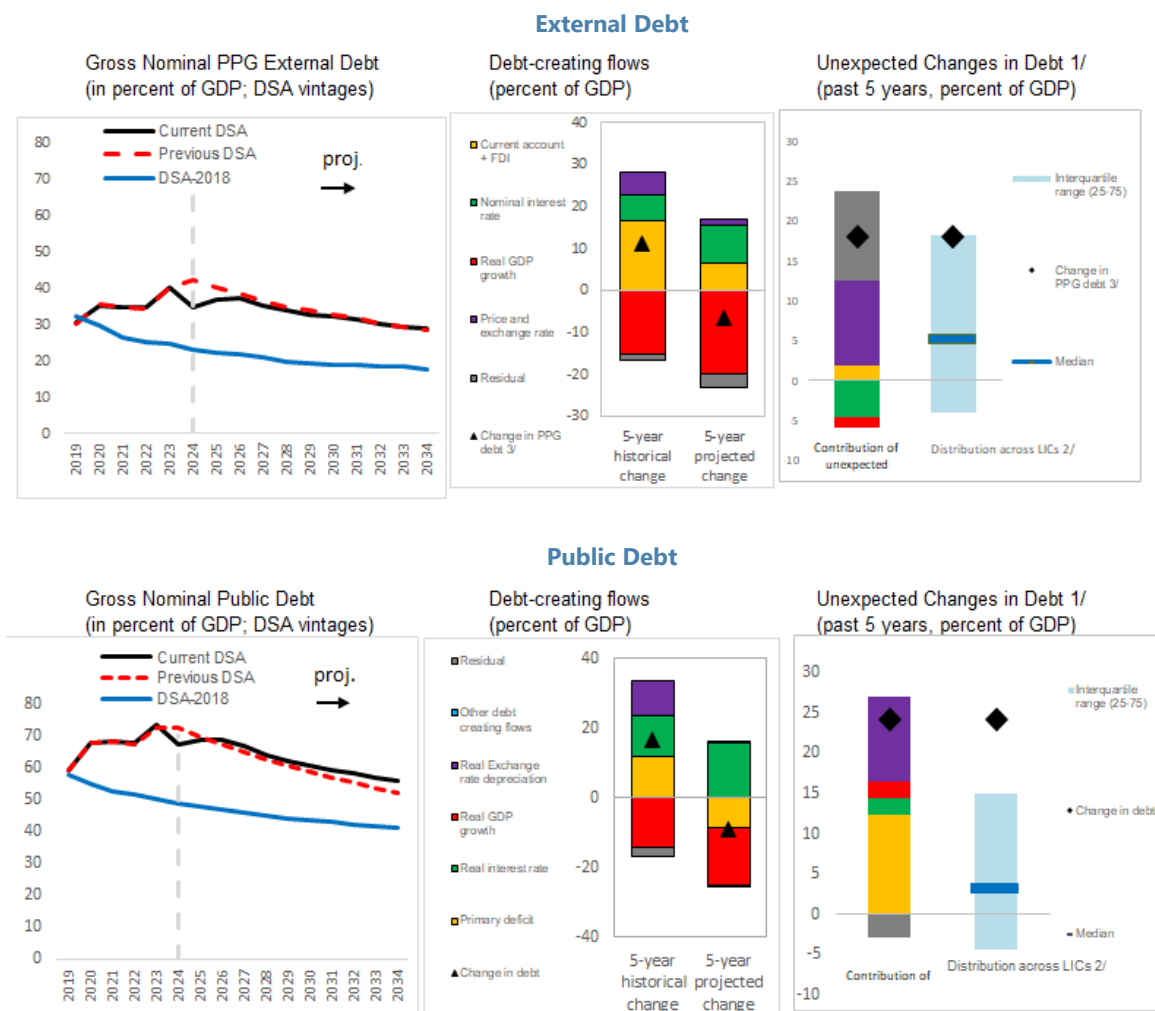 External Debt
Gross Nominal PPG External Debt
(in percent of GDP; DSA vintages)
Current DSA
Previous DSA
DSA-2018
proj.
80
70
60
50
40
30
20
10
0
2019
2020
2021
2022
2023
2024
2025
2026
2027
2028
2029
2030
2031
2032
2033
2034
Debt-creating flows
(percent of GDP)
Current account
+ FDI
Nominal interest
rate
Real GDP
growth
Price and
exchange rate
Residual
Change in PPG
debt 3/
40
30
20
10
0
-10
-20
-30
5-year
historical
change
5-year
projected
change
Unexpected Changes in Debt 1/
(past 5 years, percent of GDP)
30
25
20
15
10
5
0
-5
-10
Interquartile
range (25-75)
Change in
PPG debt 3/
Median
Contribution of
unexpected
Distribution across LICs 2/
Public Debt
Gross Nominal Public Debt
(in percent of GDP; DSA vintages)
Current DSA
Previous DSA
DSA-2018
proj.
80
70
60
50
40
30
20
10
0
2019
2020
2021
2022
2023
2024
2025
2026
2027
2028
2029
2030
2031
2032
2033
2034
Debt-creating flows
(percent of GDP)
Residual
Other debt
creating flows
Real Exchange
rate depreciation
Real GDP
growth
Real interest rate
Primary deficit
Change in debt
40
20
0
-20
-40
5-year
historical
change
5-year
projected
change
Unexpected Changes in Debt 1/
(past 5 years, percent of GDP)
30
25
20
15
10
5
0
-5
-10
Interquartile
range (25-75)
Change in debt
Median
Contribution of
Distribution across LICs 2/